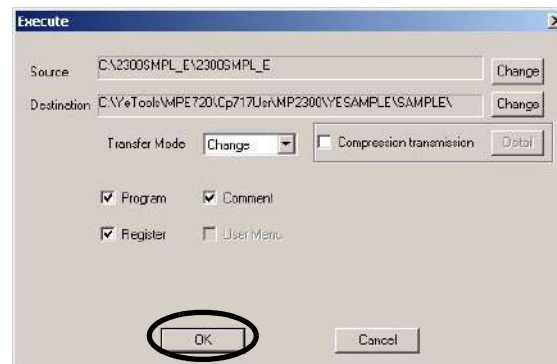 Execute
Source C:\2300SMPL_E\2300SMPL_E Change
Destination C:\YeTools\MPE720\Cp717Usr\MP2300\YESAMPLE\SAMPLE\ Change
Transfer Mode Change Compression transmission Detail
Program Comment
Register User Menu
OK Cancel